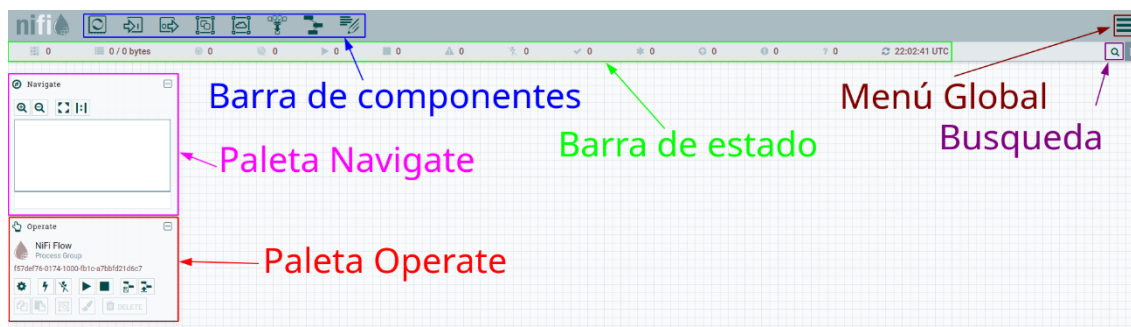 nifi
0 0 / 0 bytes 0 0 0 0 0 0 0 0 0 0 0 22:02:41 UTC
Navigate
Barra de componentes
Menú Global
Barra de estado
Busqueda
Paleta Navigate
Operate
NiFi Flow
Process Group
f57def76-0174-1000-fb1c-a7bbfd21d6c7
Paleta Operate
DELETE